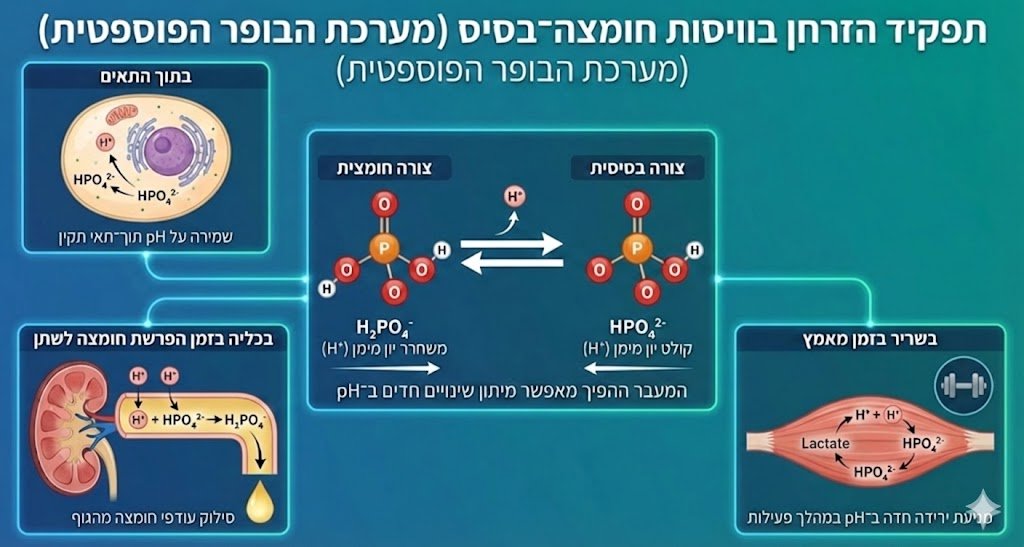 תפקיד הזרחן בוויסות חומצה־בסיס (מערכת הבופר הפוספטית)
(מערכת הבופר הפוספטית)
בתוך התאים
H⁺
HPO₄²⁻
HPO₄²⁻
שמירה על pH תוך־תאי תקין
צורה חומצית
צורה בסיסית
H⁺
O
P
O
O
O
H
H
O
P
O
O
O
H
H₂PO₄⁻
משחרר יון מימן (H⁺)
HPO₄²⁻
קולט יון מימן (H⁺)
המעבר ההפיך מאפשר מיתון שינויים חדים ב־pH
בכליה בזמן הפרשת חומצה לשתן
H⁺ H⁺
H⁺ + HPO₄²⁻ → H₂PO₄⁻
סילוק עודפי חומצה מהגוף
בשריר בזמן מאמץ
H⁺ + H⁺
Lactate
HPO₄²⁻
HPO₄²⁻
מניעת ירידה חדה ב־pH במהלך פעילות